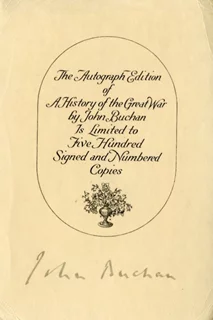 The Autograph Edition
of
A History of the Great War
by John Buchan
Is Limited to
Five Hundred
Signed and Numbered
Copies
John Buchan